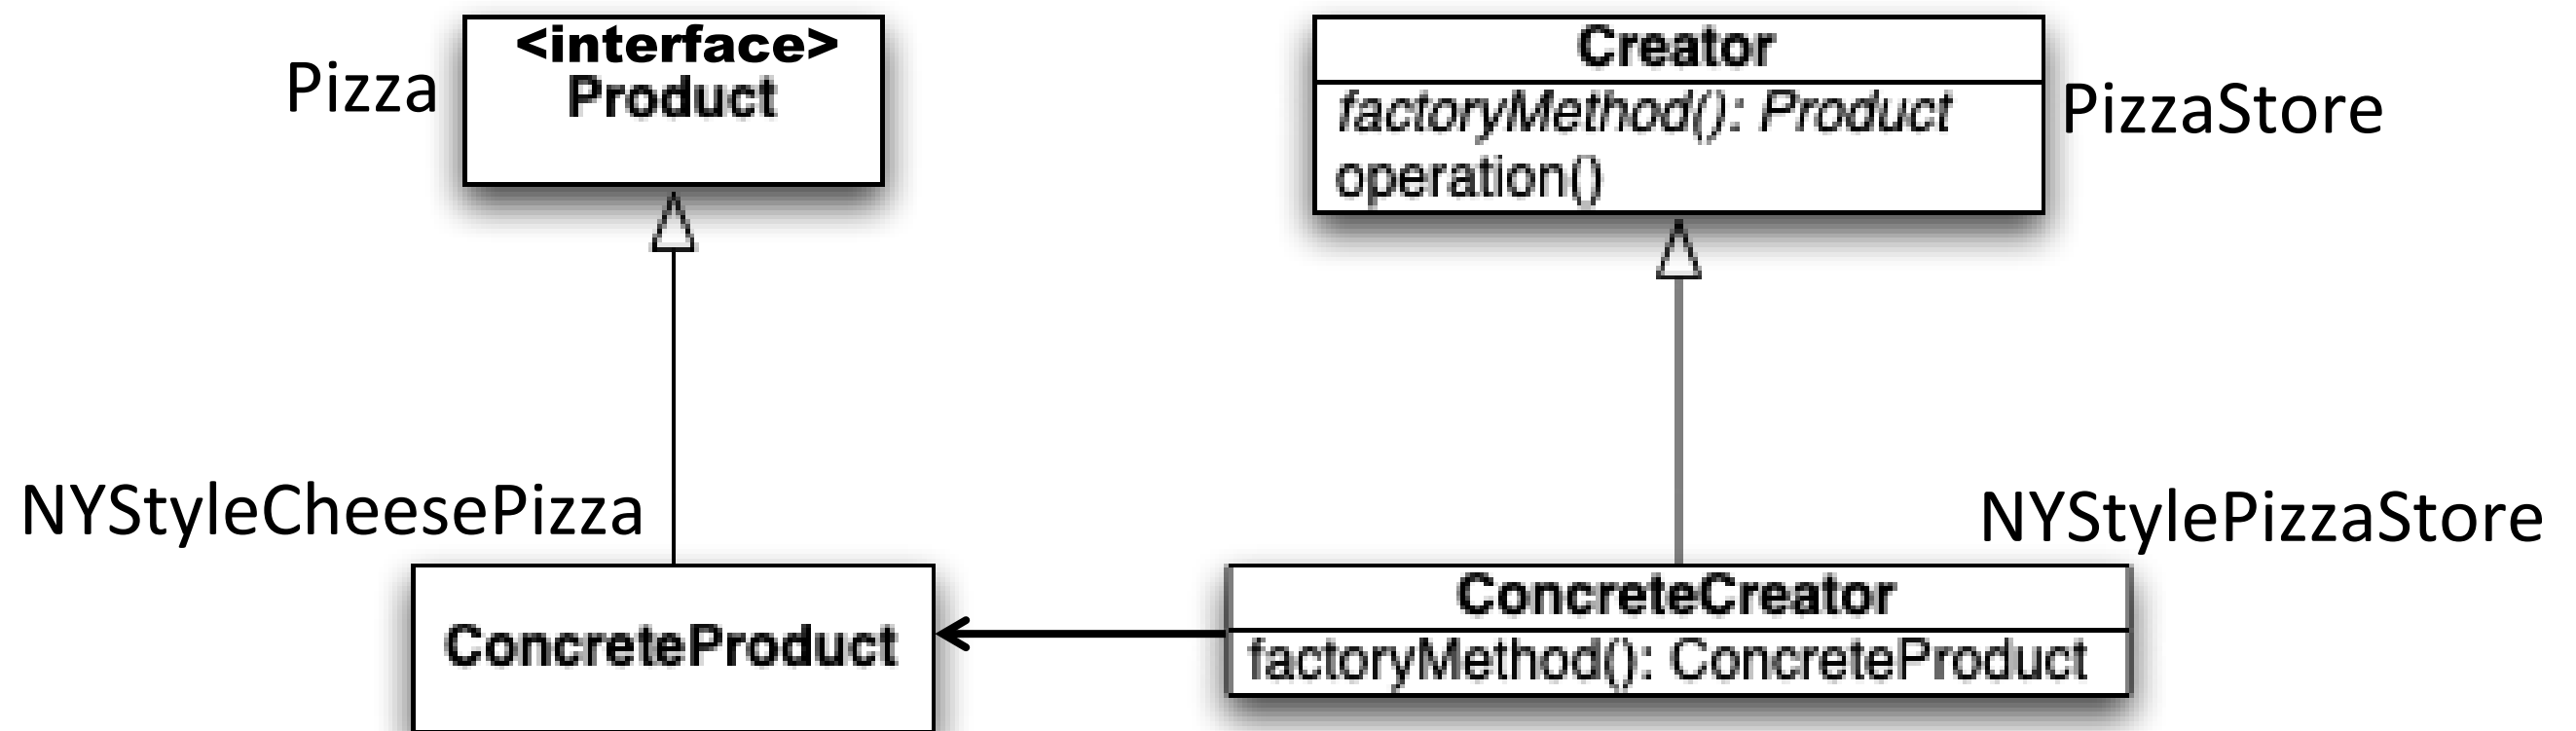 <interface>
Product
Pizza
Creator
factoryMethod(): Product
operation()
PizzaStore
NYStyleCheesePizza
ConcreteProduct
NYStylePizzaStore
ConcreteCreator
factoryMethod(): ConcreteProduct